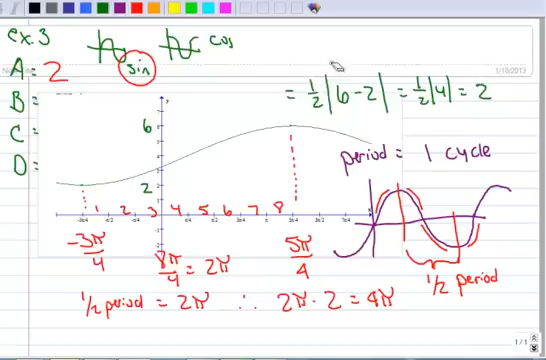 ex.3 sin cos
1/18/2013
A = 2
B =
C =
D =
= 1/2 |6 - 2| = 1/2 |4| = 2
y
6
2
period = 1 cycle
1 2 3 4 5 6 7 8
-3π/4
8π/4 = 2π
5π/4
1/2 period
1/2 period = 2π ∴ 2π · 2 = 4π
1 / 1